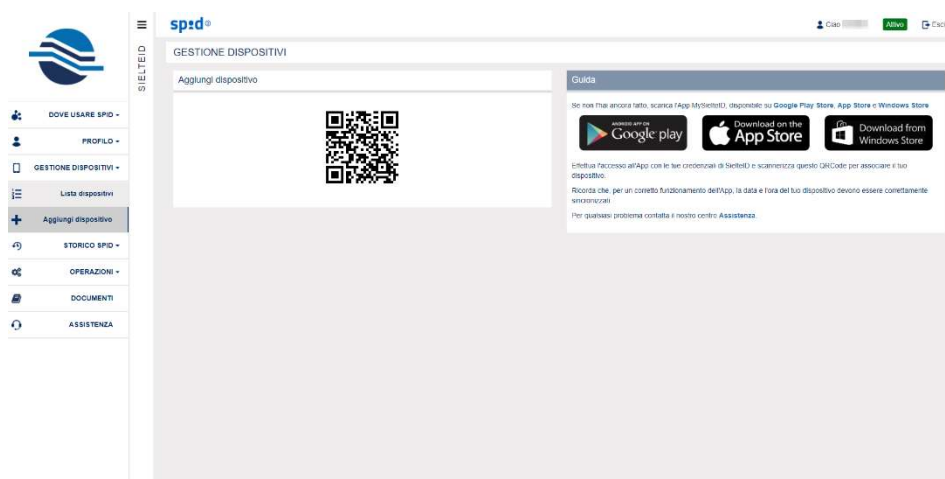 spid
Ciao
Attivo
Esci
SIELTEID
GESTIONE DISPOSITIVI
DOVE USARE SPID
PROFILO
GESTIONE DISPOSITIVI
Lista dispositivi
Aggiungi dispositivo
STORICO SPID
OPERAZIONI
DOCUMENTI
ASSISTENZA
Aggiungi dispositivo
Guida
Se non l'hai ancora fatto, scarica l'App MySielteID, disponibile su Google Play Store, App Store e Windows Store
ANDROID APP ON
Google play
Download on the
App Store
Download from
Windows Store
Effettua l'accesso all'App con le tue credenziali di SielteID e scannerizza questo QRCode per associare il tuo
dispositivo.
Ricorda che, per un corretto funzionamento dell'App, la data e l'ora del tuo dispositivo devono essere correttamente
sincronizzati
Per qualsiasi problema contatta il nostro centro Assistenza.